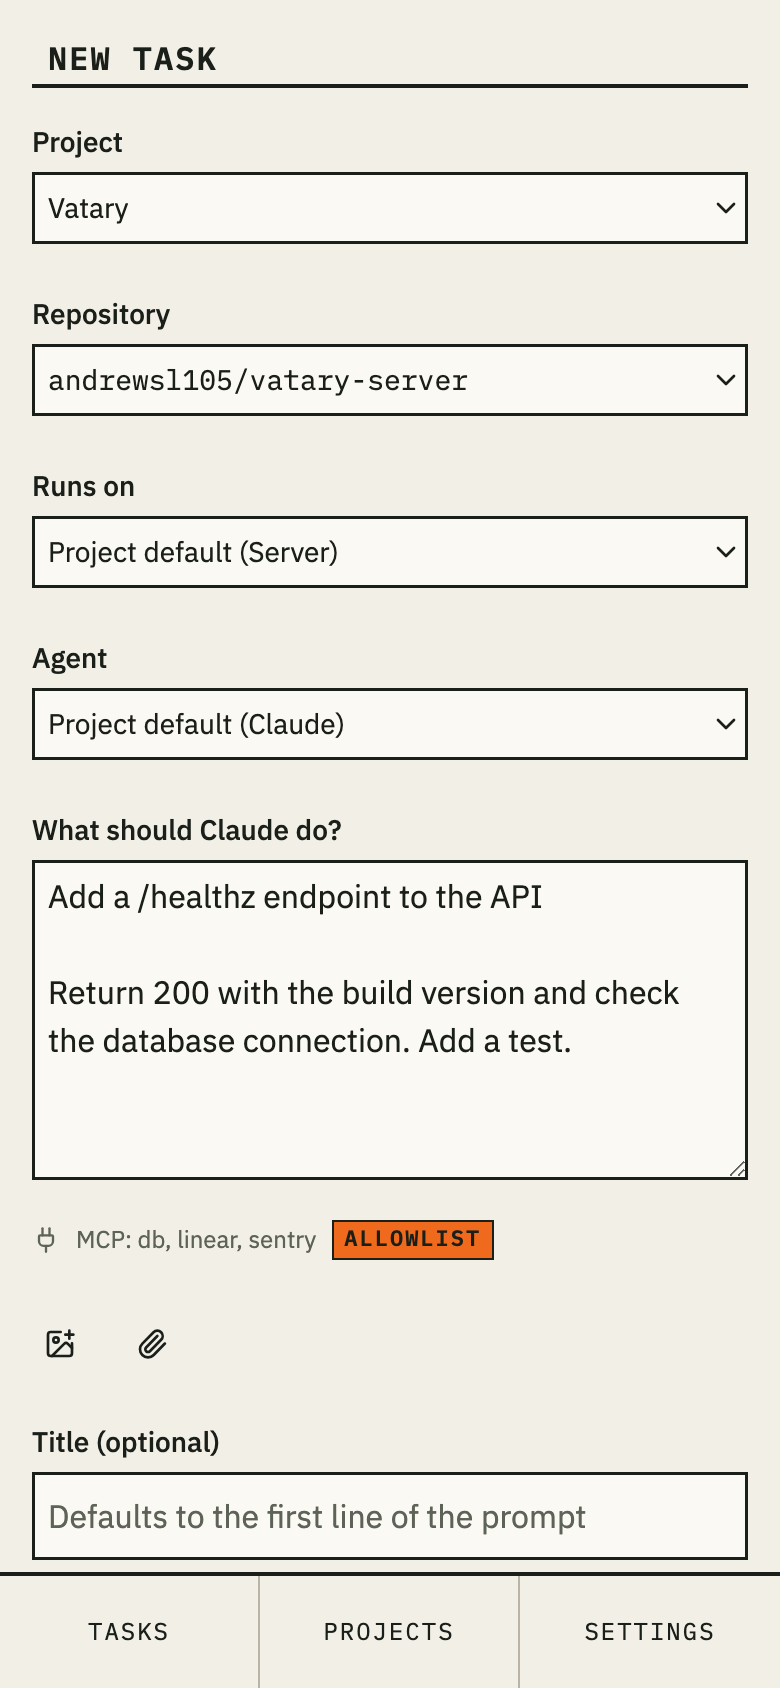 NEW TASK
Project
Vatary
Repository
andrewsl105/vatary-server
Runs on
Project default (Server)
Agent
Project default (Claude)
What should Claude do?
Add a /healthz endpoint to the API
Return 200 with the build version and check
the database connection. Add a test.
MCP: db, linear, sentry ALLOWLIST
Title (optional)
Defaults to the first line of the prompt
TASKS PROJECTS SETTINGS